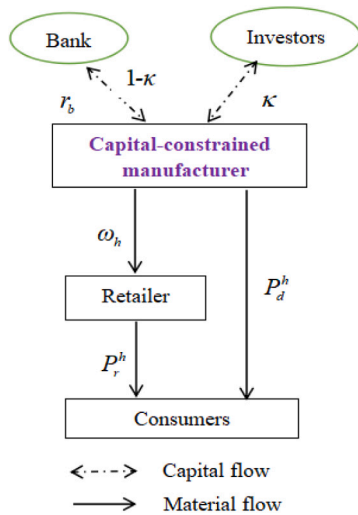 Bank
Investors
1-κ
r_b
κ
Capital-constrained
manufacturer
ω_h
P_d^h
Retailer
P_r^h
Consumers
Capital flow
Material flow